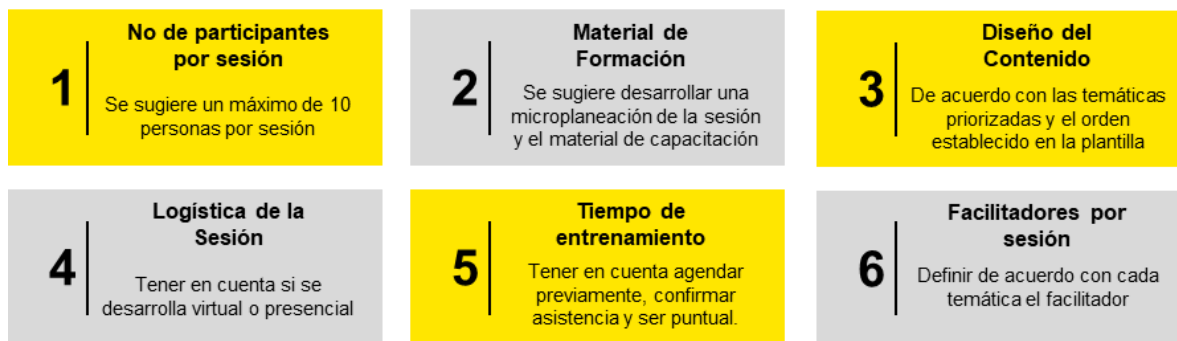 1
No de participantes
por sesión
Se sugiere un máximo de 10
personas por sesión
2
Material de
Formación
Se sugiere desarrollar una
microplaneación de la sesión
y el material de capacitación
3
Diseño del
Contenido
De acuerdo con las temáticas
priorizadas y el orden
establecido en la plantilla
4
Logística de la
Sesión
Tener en cuenta si se
desarrolla virtual o presencial
5
Tiempo de
entrenamiento
Tener en cuenta agendar
previamente, confirmar
asistencia y ser puntual.
6
Facilitadores por
sesión
Definir de acuerdo con cada
temática el facilitador